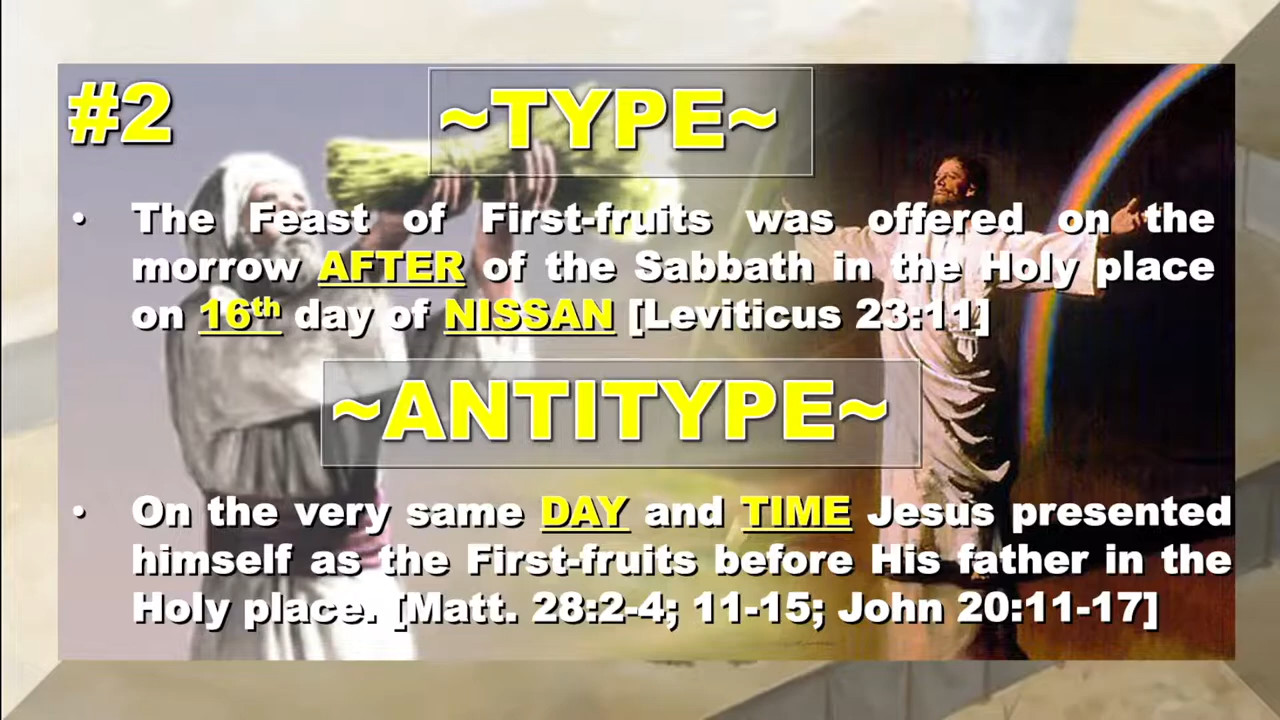 #2
~TYPE~
• The Feast of First-fruits was offered on the
morrow AFTER of the Sabbath in the Holy place
on 16th day of NISSAN [Leviticus 23:11]
~ANTITYPE~
• On the very same DAY and TIME Jesus presented
himself as the First-fruits before His father in the
Holy place. [Matt. 28:2-4; 11-15; John 20:11-17]